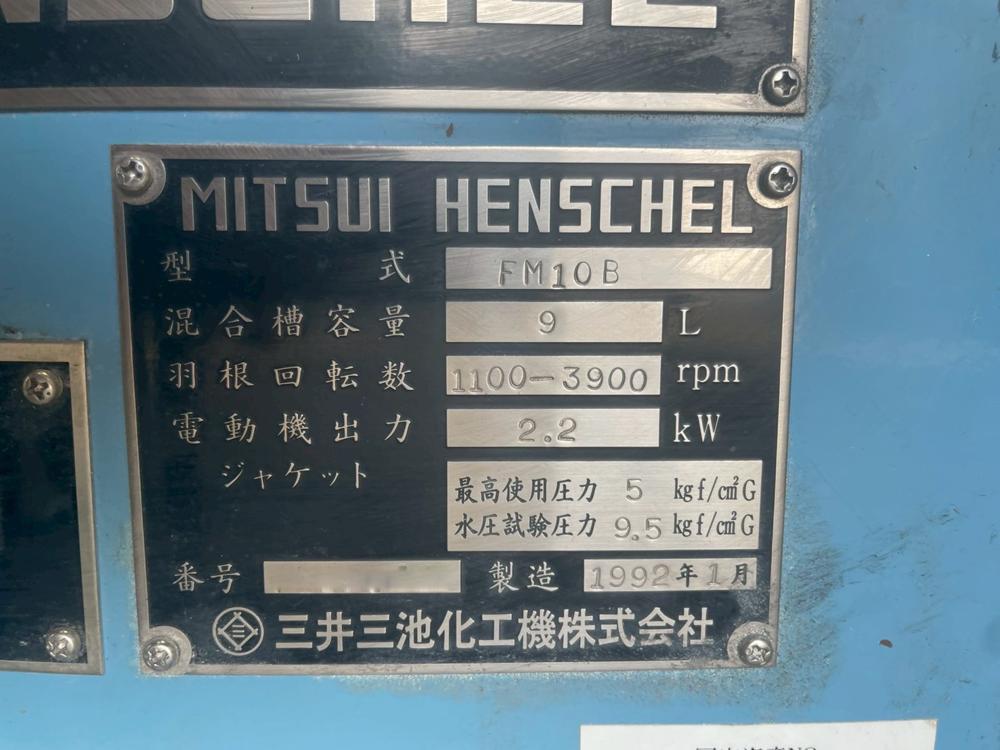 MITSUI HENSCHEL
型式 FM10B
混合槽容量 9 L
羽根回転数 1100-3900 rpm
電動機出力 2.2 kW
ジャケット
最高使用圧力 5 kgf/cm²G
水圧試験圧力 9.5 kgf/cm²G
番号 製造 1992年1月
三井三池化工機株式会社